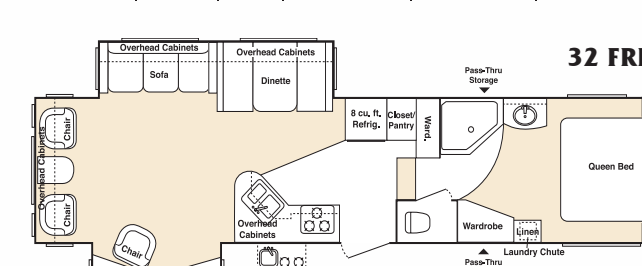 Overhead Cabinets
Overhead Cabinets
Sofa
Dinette
32 FR
Pass-Thru
Storage
8 cu. ft.
Refrig.
Closet/
Pantry
Ward.
Chair
Overhead Cabinets
Chair
Queen Bed
Overhead
Cabinets
Wardrobe
Linen
Chair
Laundry Chute
Pass-Thru